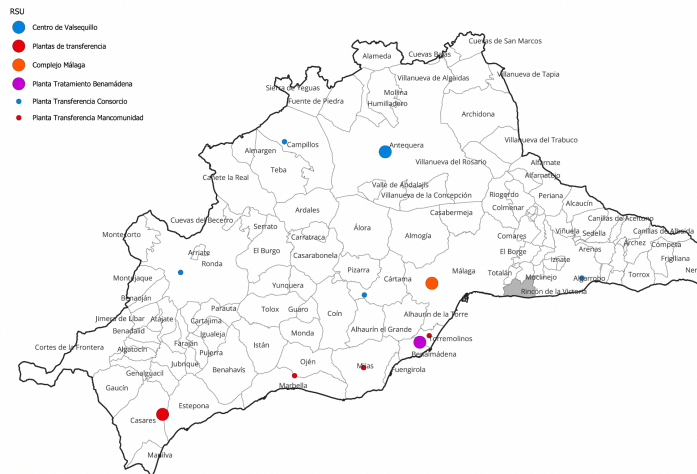 RSU
Centro de Valsequillo
Plantas de transferencia
Complejo Málaga
Planta Tratamiento Benamádena
Planta Transferencia Consorcio
Planta Transferencia Mancomunidad
Cuevas de San Marcos
Alameda
Cuevas Bajas
Villanueva de Algaidas
Villanueva de Tapia
Sierra de Yeguas
Mollina
Fuente de Piedra
Humilladero
Archidona
Villanueva del Trabuco
Campillos
Antequera
Almargen
Villanueva del Rosario
Alfarnate
Teba
Alfarnatejo
Cañete la Real
Valle de Abdalajís
Villanueva de la Concepción
Riogordo
Periana
Alcaucín
Ardales
Casabermeja
Colmenar
Canillas de Aceituno
Cuevas del Becerro
Serrato
Álora
Viñuela
Sedella
Canillas de Albaida
Montecorto
Carratraca
Almogía
Comares
Árchez
Cómpeta
Arriate
El Burgo
Casarabonela
El Borge
Arenas
Iznate
Frigiliana
Ronda
Pizarra
Málaga
Totalán
Moclinejo
Algarrobo
Torrox
Ner
Montejaque
Cártama
Yunquera
Rincón de la Victoria
Benaoján
Parauta
Tolox
Guaro
Coín
Alhaurín de la Torre
Jimera de Líbar
Atajate
Cartájima
Benadalid
Igualeja
Monda
Alhaurín el Grande
Torremolinos
Faraján
Istán
Cortes de la Frontera
Algatocín
Pujerra
Benamádena
Jubrique
Ojén
Mijas
Genalguacil
Benahavís
Fuengirola
Gaucín
Marbella
Estepona
Casares
Manilva